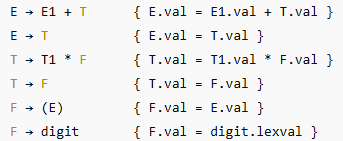 E → E1 + T { E.val = E1.val + T.val }
E → T { E.val = T.val }
T → T1 * F { T.val = T1.val * F.val }
T → F { T.val = F.val }
F → (E) { F.val = E.val }
F → digit { F.val = digit.lexval }